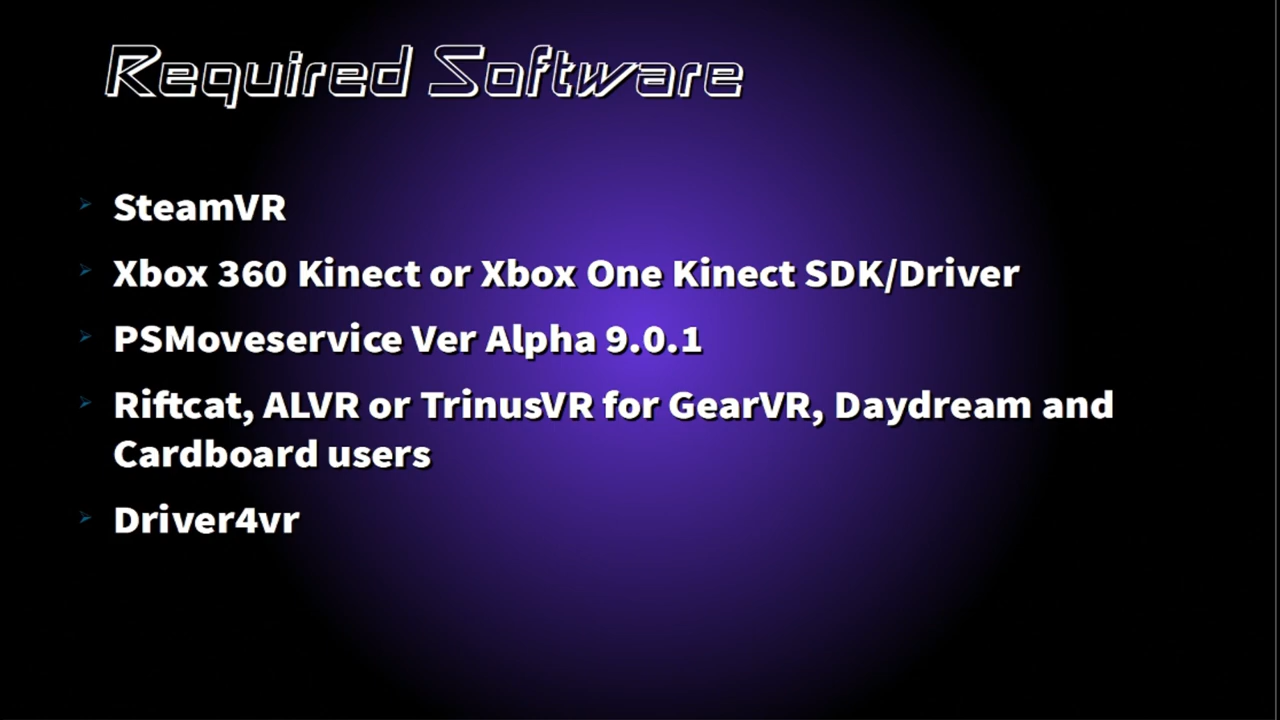 Required Software
SteamVR
Xbox 360 Kinect or Xbox One Kinect SDK/Driver
PSMoveservice Ver Alpha 9.0.1
Riftcat, ALVR or TrinusVR for GearVR, Daydream and
Cardboard users
Driver4vr